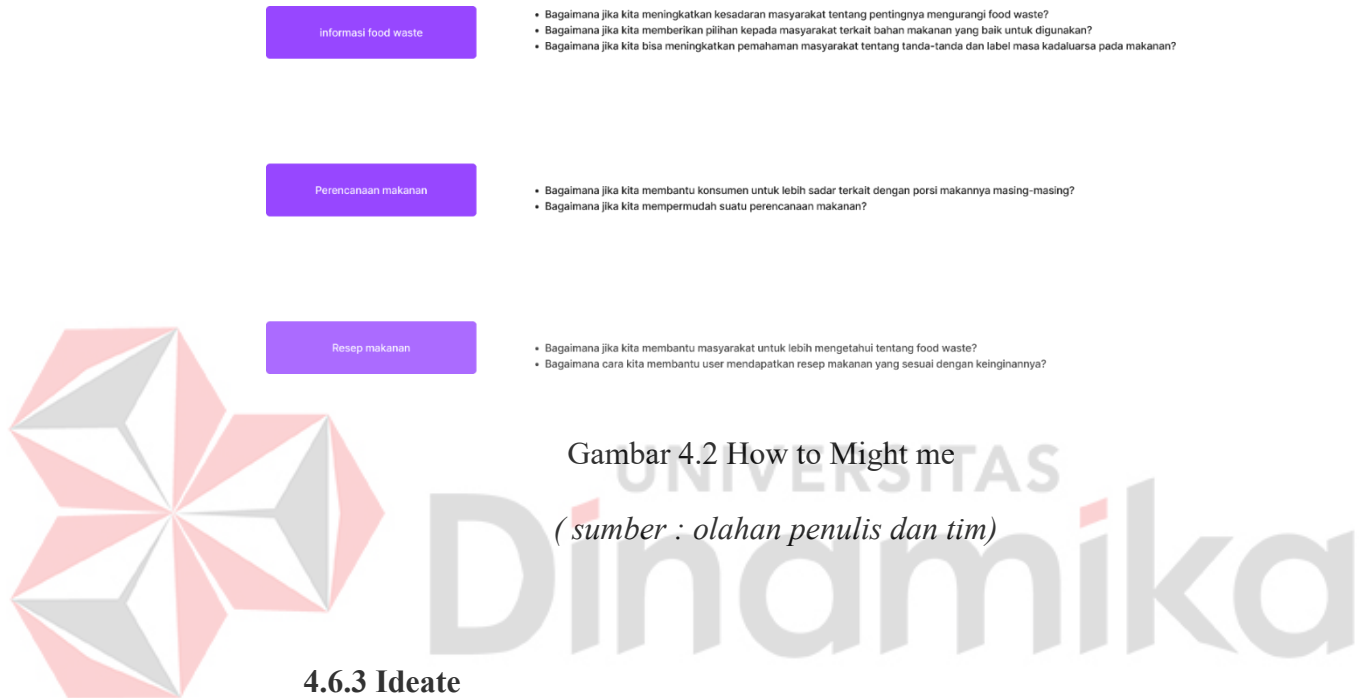 informasi food waste
• Bagaimana jika kita meningkatkan kesadaran masyarakat tentang pentingnya mengurangi food waste?
• Bagaimana jika kita memberikan pilihan kepada masyarakat terkait bahan makanan yang baik untuk digunakan?
• Bagaimana jika kita bisa meningkatkan pemahaman masyarakat tentang tanda-tanda dan label masa kadaluarsa pada makanan?
Perencanaan makanan
• Bagaimana jika kita membantu konsumen untuk lebih sadar terkait dengan porsi makannya masing-masing?
• Bagaimana jika kita mempermudah suatu perencanaan makanan?
Resep makanan
• Bagaimana jika kita membantu masyarakat untuk lebih mengetahui tentang food waste?
• Bagaimana cara kita membantu user mendapatkan resep makanan yang sesuai dengan keinginannya?
Gambar 4.2 How to Might me
UNIVERSITAS
( sumber : olahan penulis dan tim)
Dinamika
4.6.3 Ideate